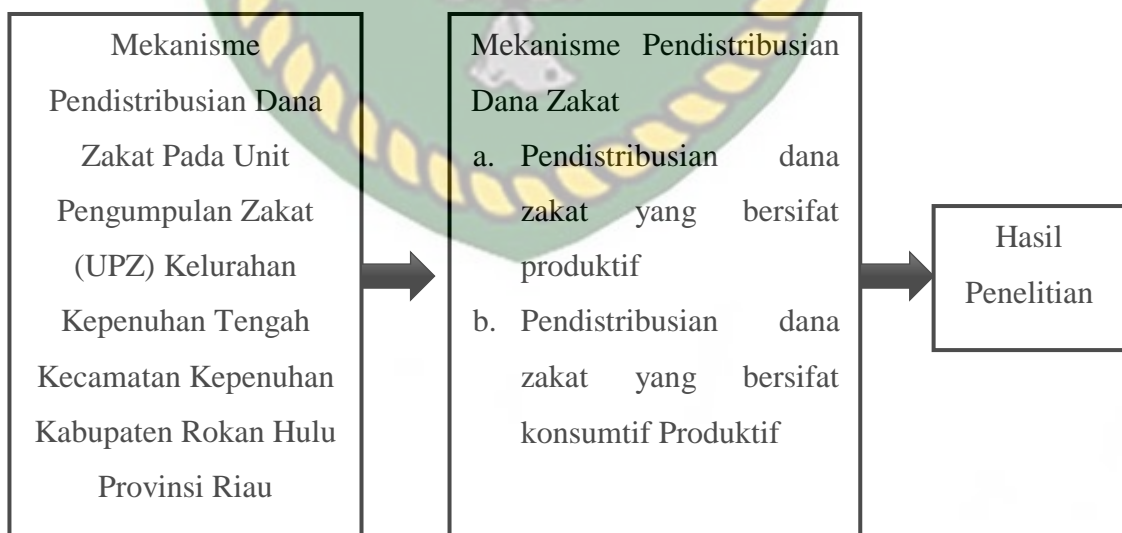 Mekanisme
Pendistribusian Dana
Zakat Pada Unit
Pengumpulan Zakat
(UPZ) Kelurahan
Kepenuhan Tengah
Kecamatan Kepenuhan
Kabupaten Rokan Hulu
Provinsi Riau
Mekanisme Pendistribusian
Dana Zakat
a. Pendistribusian dana
zakat yang bersifat
produktif
b. Pendistribusian dana
zakat yang bersifat
konsumtif Produktif
Hasil
Penelitian